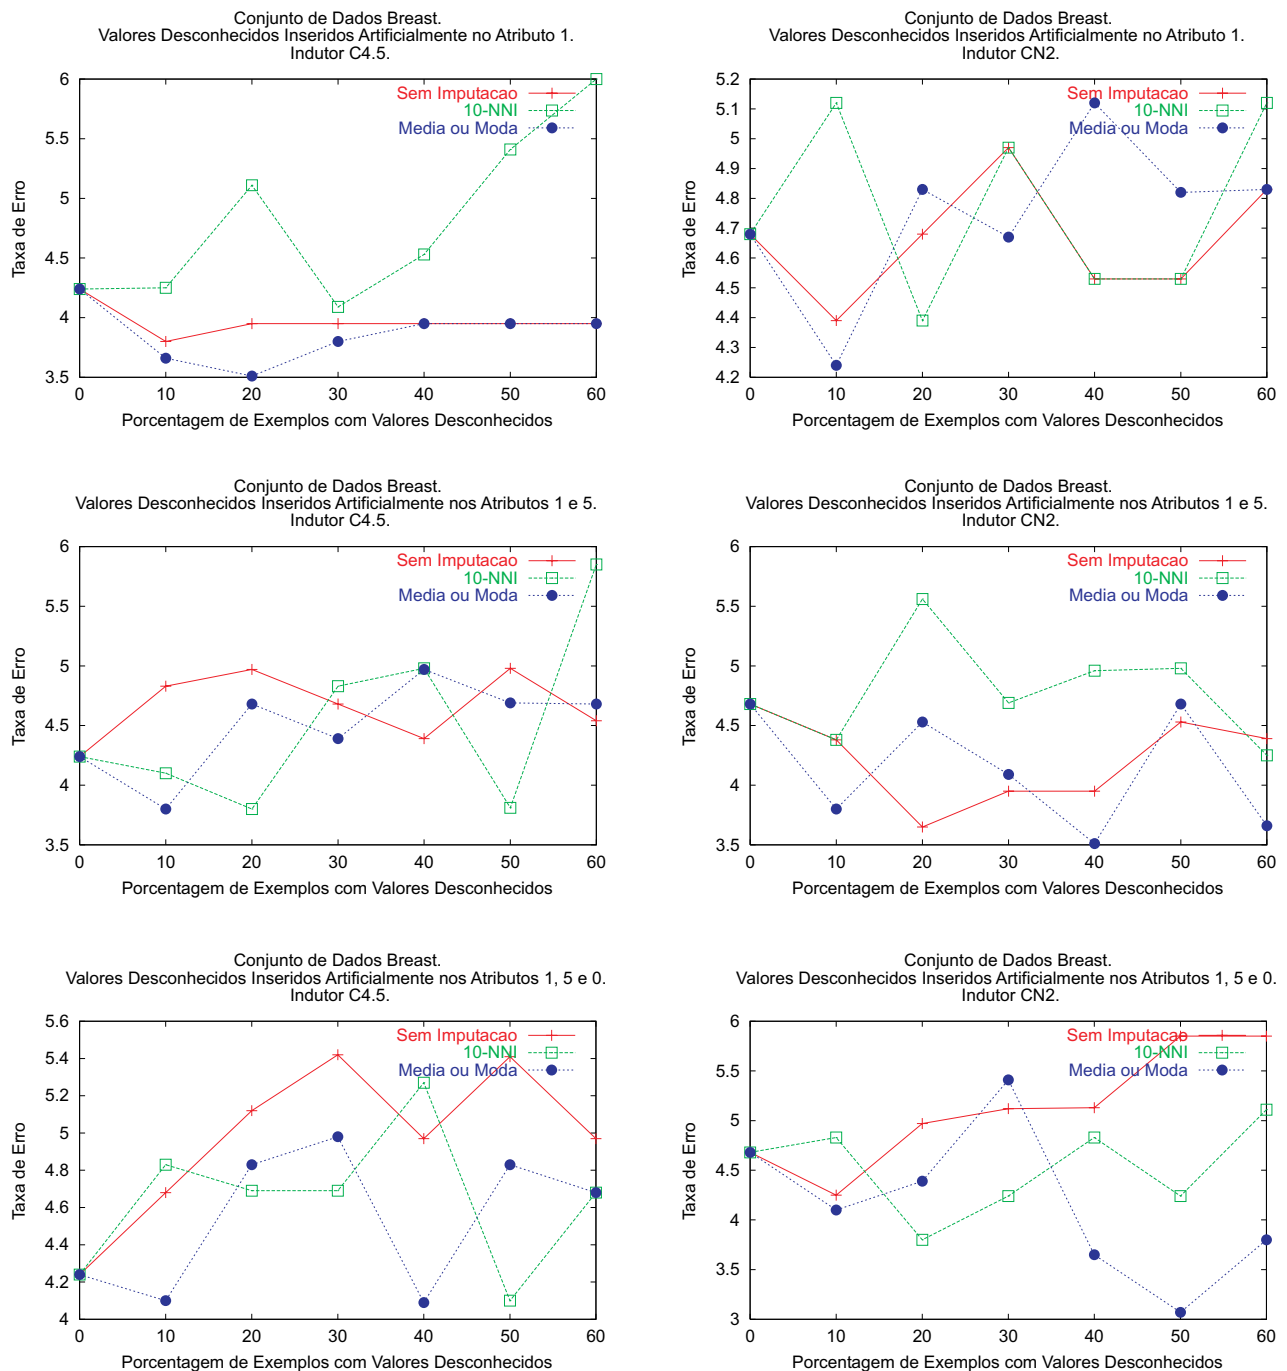 Conjunto de Dados Breast.
Valores Desconhecidos Inseridos Artificialmente no Atributo 1.
Indutor C4.5.
Sem Imputacao
10-NNI
Media ou Moda
6
5.5
5
4.5
4
3.5
0 10 20 30 40 50 60
Taxa de Erro
Porcentagem de Exemplos com Valores Desconhecidos
Conjunto de Dados Breast.
Valores Desconhecidos Inseridos Artificialmente no Atributo 1.
Indutor CN2.
Sem Imputacao
10-NNI
Media ou Moda
5.2
5.1
5
4.9
4.8
4.7
4.6
4.5
4.4
4.3
4.2
0 10 20 30 40 50 60
Taxa de Erro
Porcentagem de Exemplos com Valores Desconhecidos
Conjunto de Dados Breast.
Valores Desconhecidos Inseridos Artificialmente nos Atributos 1 e 5.
Indutor C4.5.
Sem Imputacao
10-NNI
Media ou Moda
6
5.5
5
4.5
4
3.5
0 10 20 30 40 50 60
Taxa de Erro
Porcentagem de Exemplos com Valores Desconhecidos
Conjunto de Dados Breast.
Valores Desconhecidos Inseridos Artificialmente nos Atributos 1 e 5.
Indutor CN2.
Sem Imputacao
10-NNI
Media ou Moda
6
5.5
5
4.5
4
3.5
0 10 20 30 40 50 60
Taxa de Erro
Porcentagem de Exemplos com Valores Desconhecidos
Conjunto de Dados Breast.
Valores Desconhecidos Inseridos Artificialmente nos Atributos 1, 5 e 0.
Indutor C4.5.
Sem Imputacao
10-NNI
Media ou Moda
5.6
5.4
5.2
5
4.8
4.6
4.4
4.2
4
0 10 20 30 40 50 60
Taxa de Erro
Porcentagem de Exemplos com Valores Desconhecidos
Conjunto de Dados Breast.
Valores Desconhecidos Inseridos Artificialmente nos Atributos 1, 5 e 0.
Indutor CN2.
Sem Imputacao
10-NNI
Media ou Moda
6
5.5
5
4.5
4
3.5
3
0 10 20 30 40 50 60
Taxa de Erro
Porcentagem de Exemplos com Valores Desconhecidos